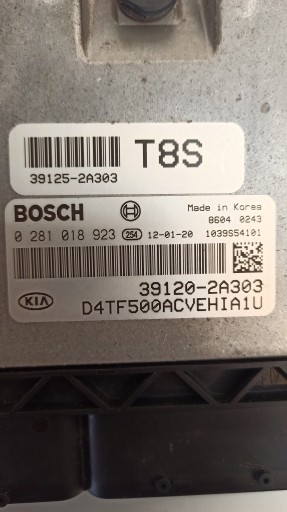 T8S
39125-2A303
BOSCH
Made in Korea
8604 0243
0 281 018 923 254 12-01-20 1039S54101
39120-2A303
KIA
D4TF500ACVEHIA1U